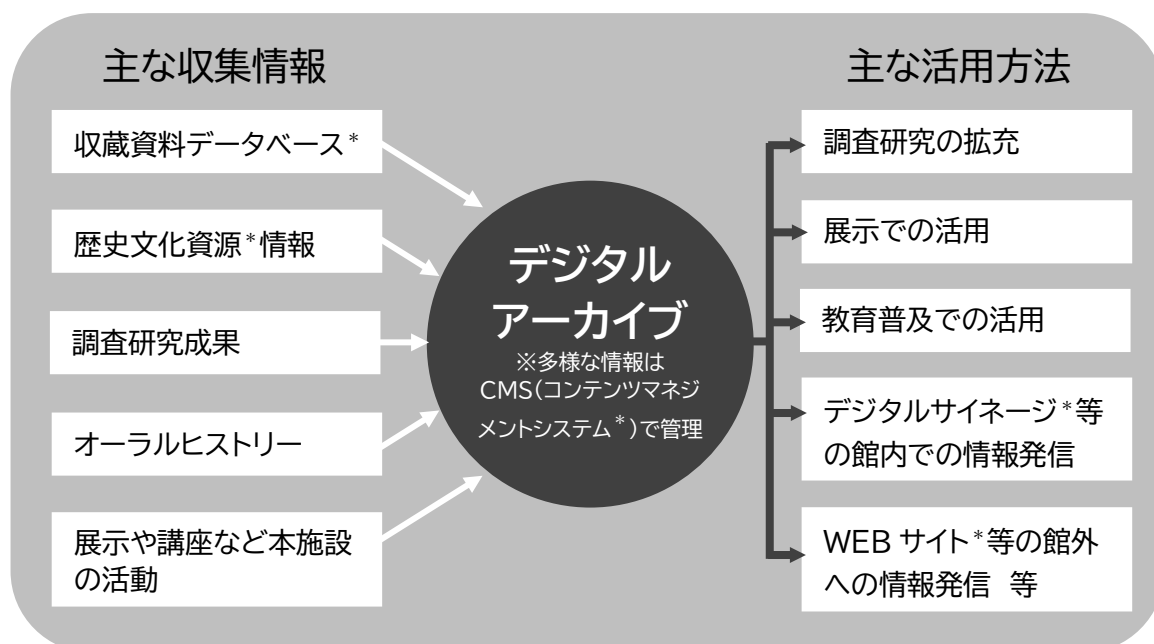 主な収集情報
収蔵資料データベース*
歴史文化資源*情報
調査研究成果
オーラルヒストリー
展示や講座など本施設
の活動
デジタル
アーカイブ
※多様な情報は
CMS(コンテンツマネジ
メントシステム*)で管理
主な活用方法
調査研究の拡充
展示での活用
教育普及での活用
デジタルサイネージ*等
の館内での情報発信
WEB サイト*等の館外
への情報発信 等